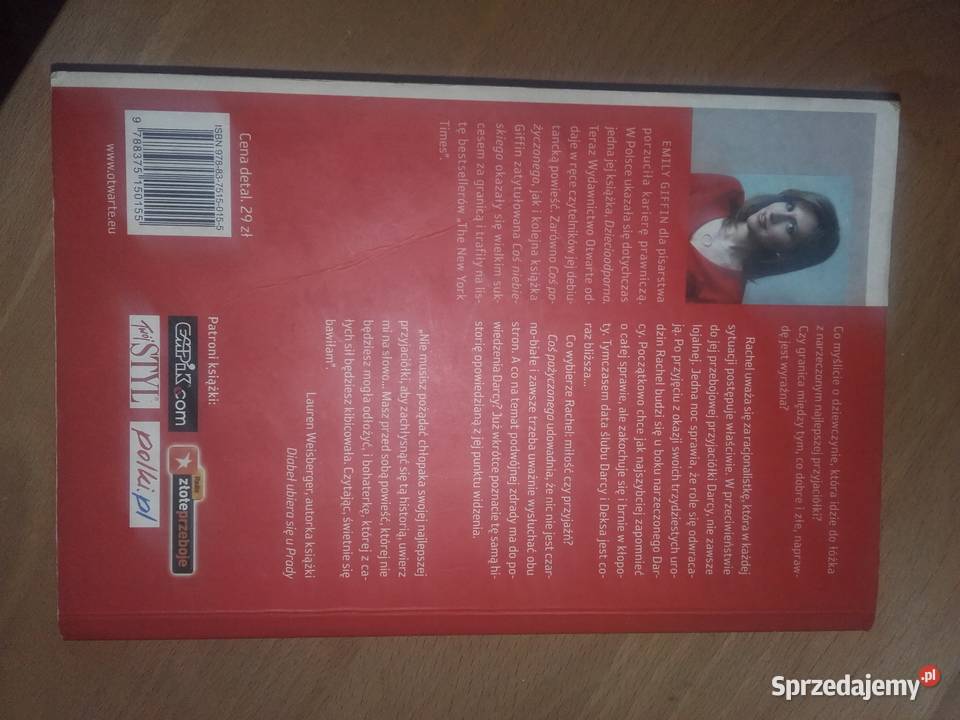 Co myślicie o dziewczynie, która idzie do łóżka
z narzeczonym najlepszej przyjaciółki?
Czy granica między tym, co dobre i złe, napraw-
dę jest wyraźna?
Rachel uważa się za racjonalistkę, która w każdej
sytuacji postępuje właściwie. W przeciwieństwie
do jej przebojowej przyjaciółki Darcy, nie zawsze
lojalnej. Jedna noc sprawia, że role się odwraca-
ją. Po przyjęciu z okazji swoich trzydziestych uro-
dzin Rachel budzi się u boku narzeczonego Dar-
cy. Początkowo chce jak najszybciej zapomnieć
o całej sprawie, ale zakochuje się i brnie w kłopo-
ty. Tymczasem data ślubu Darcy i Deksa jest co-
raz bliższa...
Co wybierze Rachel: miłość czy przyjaźń?
Coś pożyczonego udowadnia, że nic nie jest czar-
no-białe i zawsze trzeba uważnie wysłuchać obu
stron. A co na temat podwójnej zdrady ma do po-
wiedzenia Darcy? Już wkrótce poznacie tę samą hi-
storię opowiedzianą z jej punktu widzenia.
„Nie musisz pożądać chłopaka swojej najlepszej
przyjaciółki, aby zachłysnąć się tą historią, uwierz
mi na słowo... Masz przed sobą powieść, której nie
będziesz mogła odłożyć, i bohaterkę, której z ca-
łych sił będziesz kibicowała. Czytając, świetnie się
bawiłam".
Lauren Weisberger, autorka książki
Diabeł ubiera się u Prady
EMILY GIFFIN dla pisarstwa
porzuciła karierę prawniczą.
W Polsce ukazała się dotychczas
jedna jej książka, Dziecioodporna.
Teraz Wydawnictwo Otwarte od-
daje w ręce czytelników jej debiu-
tancką powieść. Zarówno Coś po-
życzonego, jak i kolejna książka
Giffin zatytułowana Coś niebie-
skiego okazały się wielkim suk-
cesem za granicą i trafiły na lis-
tę bestsellerów „The New York
Times".
Cena detal. 29 zł
ISBN 978-83-7515-015-5
9 788375 150155
www.otwarte.eu
Patroni książki:
EMPiK.com
Radio
złoteprzeboje
Twój STYL
polki.pl
Sprzedajemy.pl